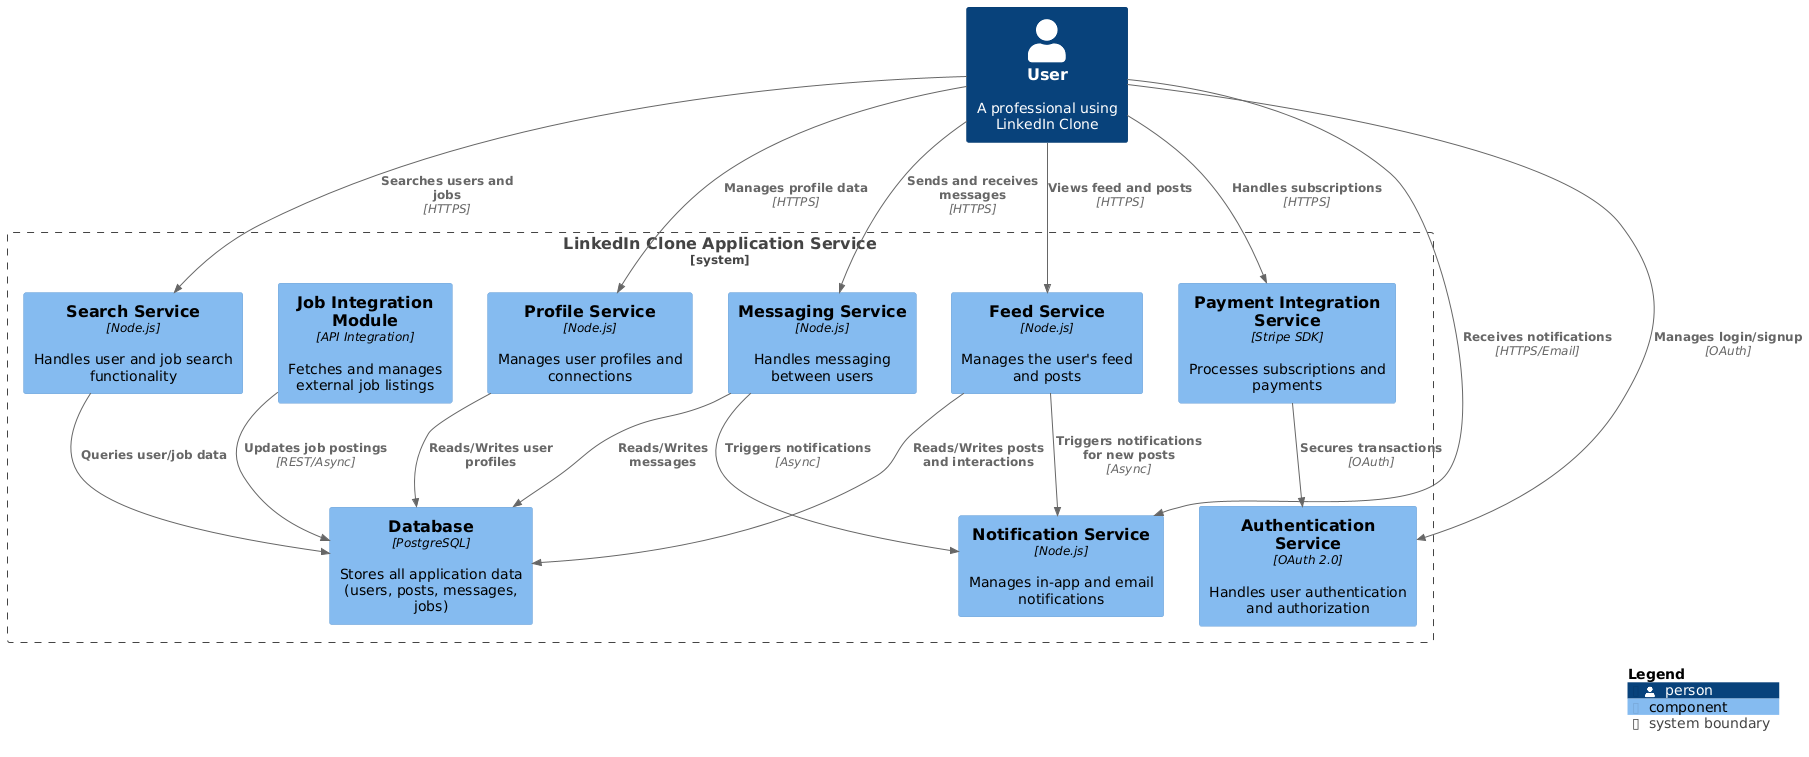 User
A professional using
LinkedIn Clone
Searches users and
jobs
[HTTPS]
Manages profile data
[HTTPS]
Sends and receives
messages
[HTTPS]
Views feed and posts
[HTTPS]
Handles subscriptions
[HTTPS]
Receives notifications
[HTTPS/Email]
Manages login/signup
[OAuth]
LinkedIn Clone Application Service
[system]
Search Service
[Node.js]
Handles user and job search
functionality
Job Integration
Module
[API Integration]
Fetches and manages
external job listings
Profile Service
[Node.js]
Manages user profiles and
connections
Messaging Service
[Node.js]
Handles messaging
between users
Feed Service
[Node.js]
Manages the user's feed
and posts
Payment Integration
Service
[Stripe SDK]
Processes subscriptions and
payments
Queries user/job data
Updates job postings
[REST/Async]
Reads/Writes user
profiles
Reads/Writes
messages
Triggers notifications
[Async]
Reads/Writes posts
and interactions
Triggers notifications
for new posts
[Async]
Secures transactions
[OAuth]
Database
[PostgreSQL]
Stores all application data
(users, posts, messages,
jobs)
Notification Service
[Node.js]
Manages in-app and email
notifications
Authentication
Service
[OAuth 2.0]
Handles user authentication
and authorization
Legend
person
component
system boundary